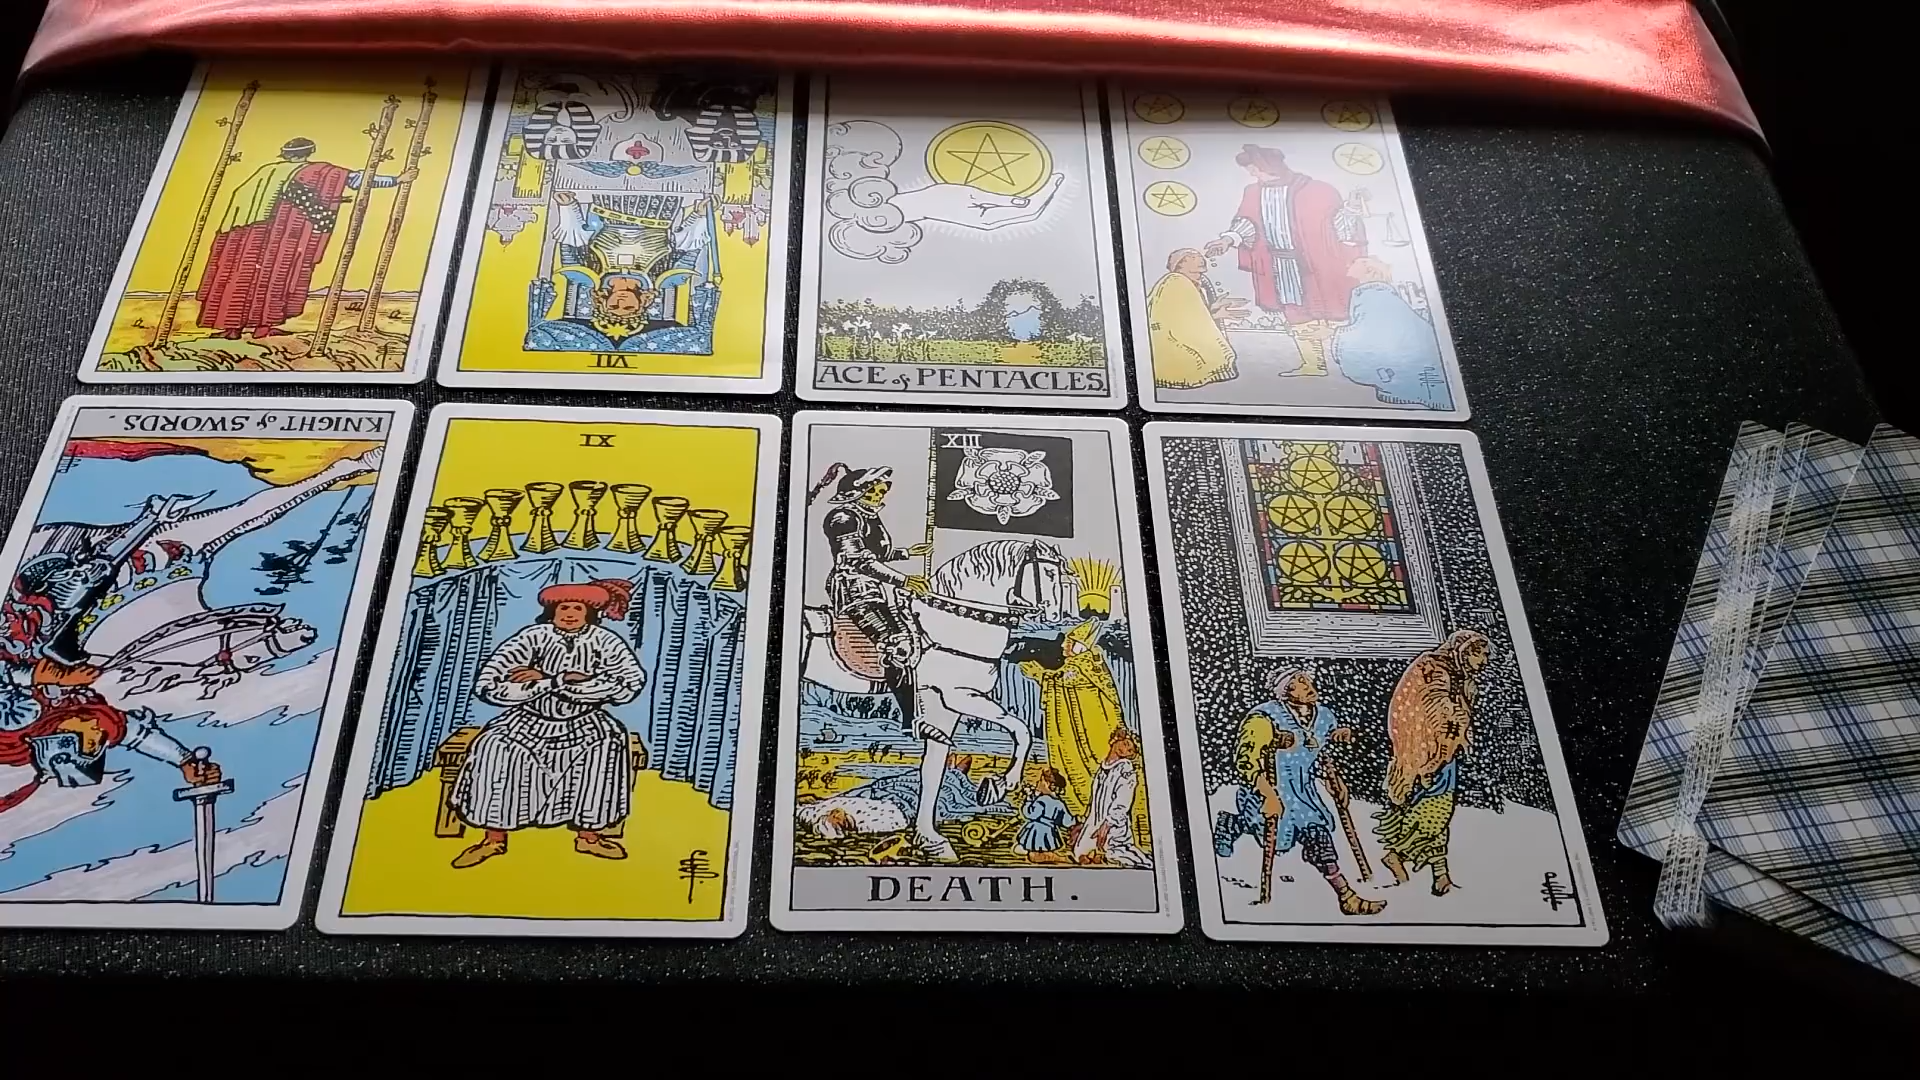 VII
ACE of PENTACLES.
KNIGHT of SWORDS.
IX
XIII
DEATH.